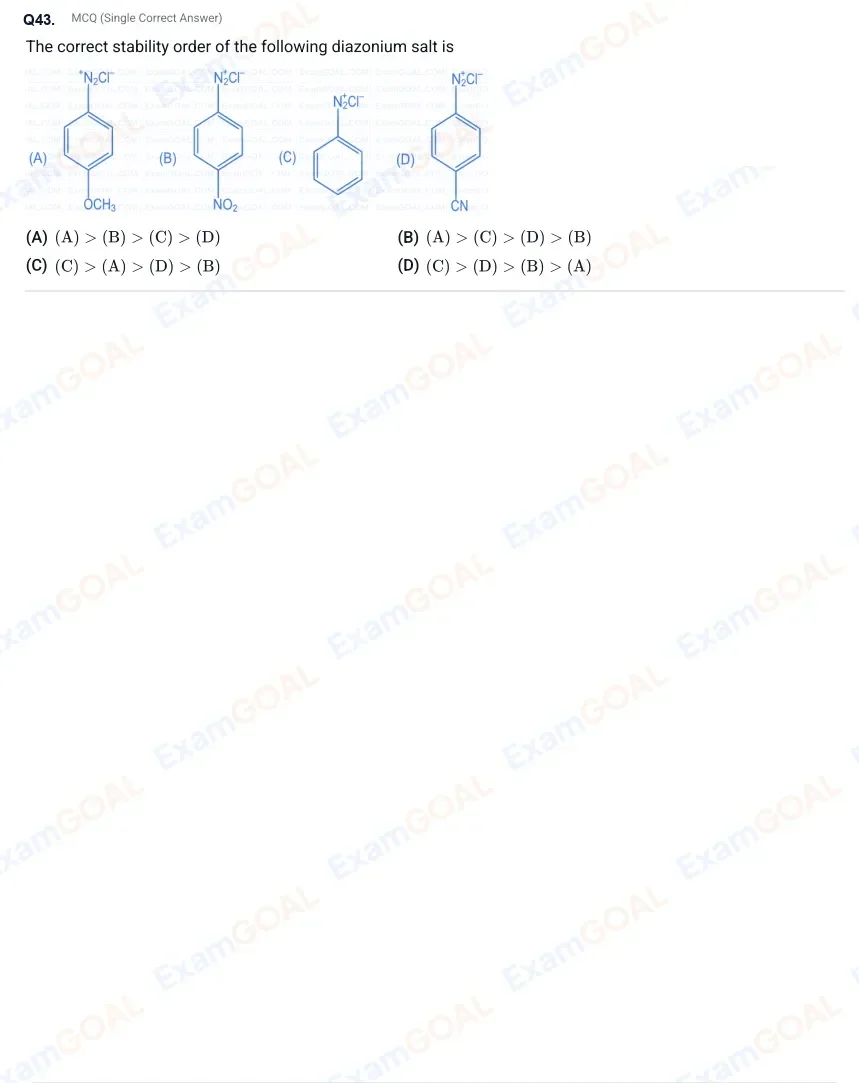 Q43. MCQ (Single Correct Answer)
The correct stability order of the following diazonium salt is
⁺N₂Cl⁻ N₂⁺Cl⁻ N₂⁺Cl⁻ N₂⁺Cl⁻
(A) (B) (C) (D)
OCH₃ NO₂ CN
(A) (A) > (B) > (C) > (D) (B) (A) > (C) > (D) > (B)
(C) (C) > (A) > (D) > (B) (D) (C) > (D) > (B) > (A)
ExamGOAL